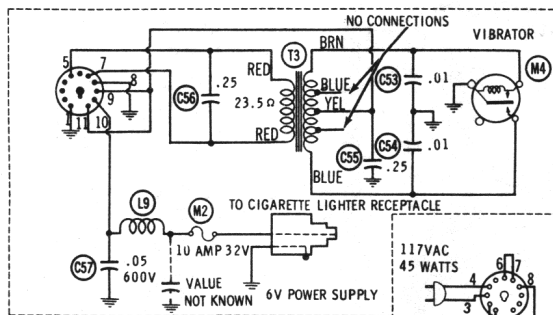 NO CONNECTIONS
VIBRATOR
5
7
8
9
10
11
1
C56
.25
RED
23.5Ω
RED
T3
BRN
BLUE
YEL
BLUE
C53
.01
C54
.01
C55
.25
M4
L9
M2
TO CIGARETTE LIGHTER RECEPTACLE
10 AMP 32V
C57
.05
600V
VALUE
NOT KNOWN
6V POWER SUPPLY
117VAC
45 WATTS
6
7
4
8
3